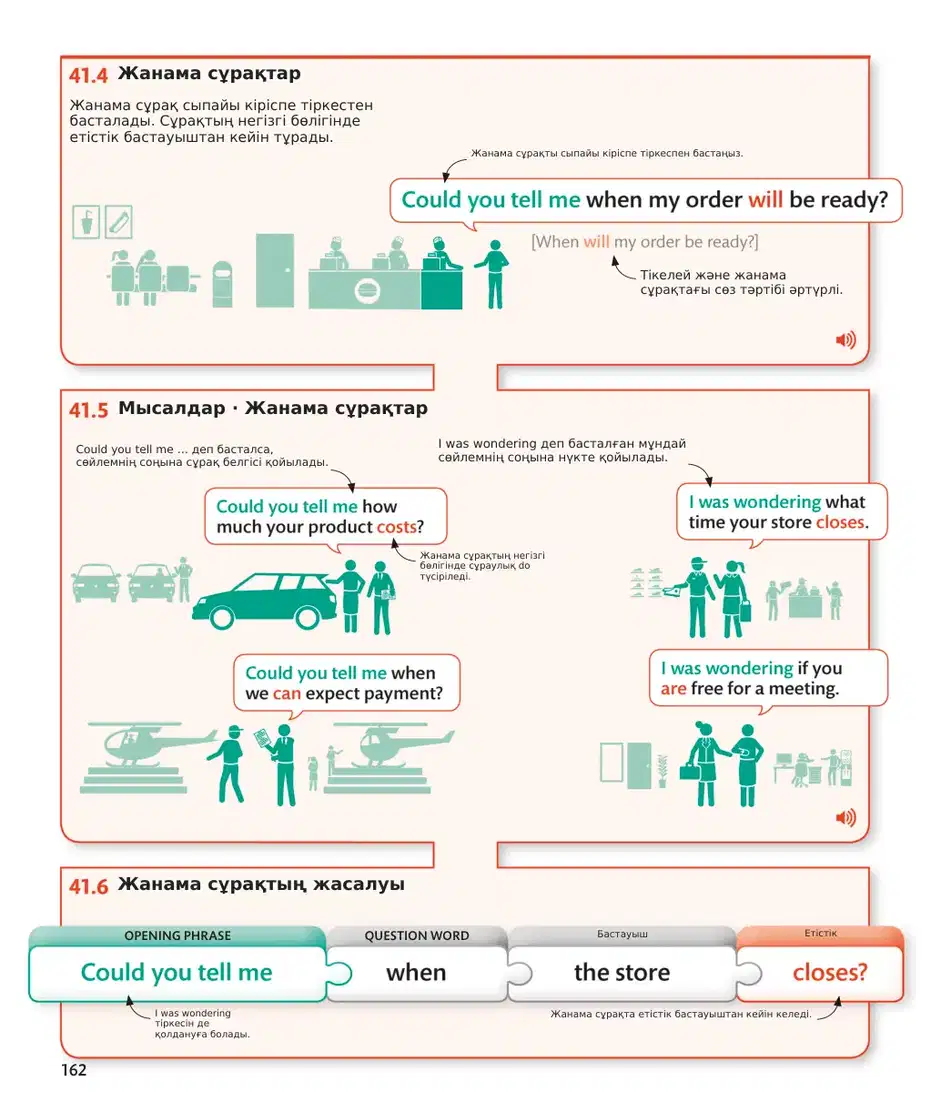 41.4 Жанама сұрақтар
Жанама сұрақ сыпайы кіріспе тіркестен
басталады. Сұрақтың негізгі бөлігінде
етістік бастауыштан кейін тұрады.
Жанама сұрақты сыпайы кіріспе тіркеспен бастаңыз.
Could you tell me when my order will be ready?
[When will my order be ready?]
Тікелей және жанама
сұрақтағы сөз тәртібі әртүрлі.
41.5 Мысалдар · Жанама сұрақтар
Could you tell me ... деп басталса,
сөйлемнің соңына сұрақ белгісі қойылады.
I was wondering деп басталған мұндай
сөйлемнің соңына нүкте қойылады.
Could you tell me how
much your product costs?
Жанама сұрақтың негізгі
бөлігінде сұраулық do
түсіріледі.
I was wondering what
time your store closes.
Could you tell me when
we can expect payment?
I was wondering if you
are free for a meeting.
41.6 Жанама сұрақтың жасалуы
OPENING PHRASE
QUESTION WORD
Бастауыш
Етістік
Could you tell me
when
the store
closes?
I was wondering
тіркесін де
қолдануға болады.
Жанама сұрақта етістік бастауыштан кейін келеді.
162